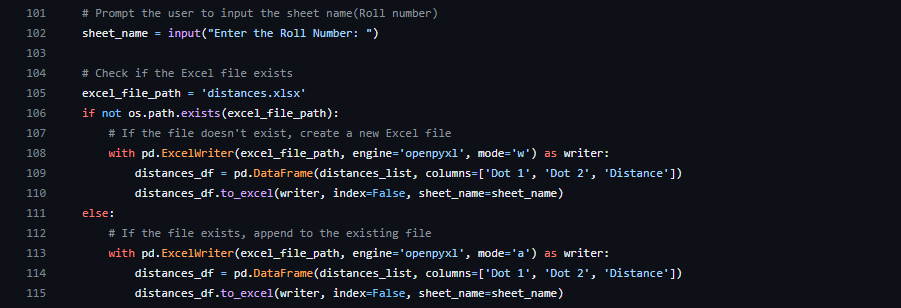 101 # Prompt the user to input the sheet name(Roll number)
102 sheet_name = input("Enter the Roll Number: ")
103
104 # Check if the Excel file exists
105 excel_file_path = 'distances.xlsx'
106 if not os.path.exists(excel_file_path):
107 # If the file doesn't exist, create a new Excel file
108 with pd.ExcelWriter(excel_file_path, engine='openpyxl', mode='w') as writer:
109 distances_df = pd.DataFrame(distances_list, columns=['Dot 1', 'Dot 2', 'Distance'])
110 distances_df.to_excel(writer, index=False, sheet_name=sheet_name)
111 else:
112 # If the file exists, append to the existing file
113 with pd.ExcelWriter(excel_file_path, engine='openpyxl', mode='a') as writer:
114 distances_df = pd.DataFrame(distances_list, columns=['Dot 1', 'Dot 2', 'Distance'])
115 distances_df.to_excel(writer, index=False, sheet_name=sheet_name)